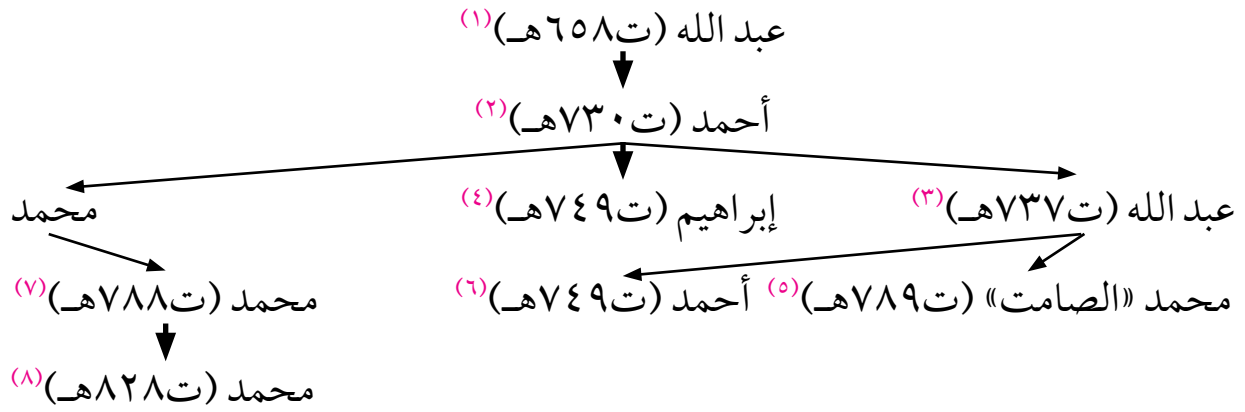 عبد الله (ت٦٥٨هـ)(١)
أحمد (ت٧٣٠هـ)(٢)
عبد الله (ت٧٣٧هـ)(٣) إبراهيم (ت٧٤٩هـ)(٤) محمد
محمد «الصامت» (ت٧٨٩هـ)(٥) أحمد (ت٧٤٩هـ)(٦) محمد (ت٧٨٨هـ)(٧)
محمد (ت٨٢٨هـ)(٨)